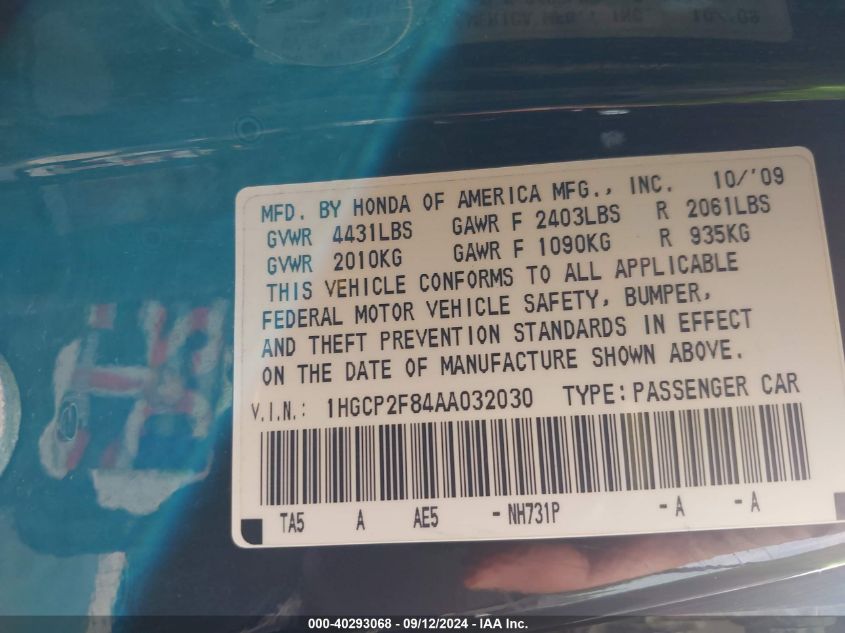 MFD. BY HONDA OF AMERICA MFG., INC. 10/'09
GVWR 4431LBS GAWR F 2403LBS R 2061LBS
GVWR 2010KG GAWR F 1090KG R 935KG
THIS VEHICLE CONFORMS TO ALL APPLICABLE
FEDERAL MOTOR VEHICLE SAFETY, BUMPER,
AND THEFT PREVENTION STANDARDS IN EFFECT
ON THE DATE OF MANUFACTURE SHOWN ABOVE.
V.I.N.: 1HGCP2F84AA032030 TYPE: PASSENGER CAR
TA5 A AE5 -NH731P -A -A
000-40293068 - 09/12/2024 - IAA Inc.